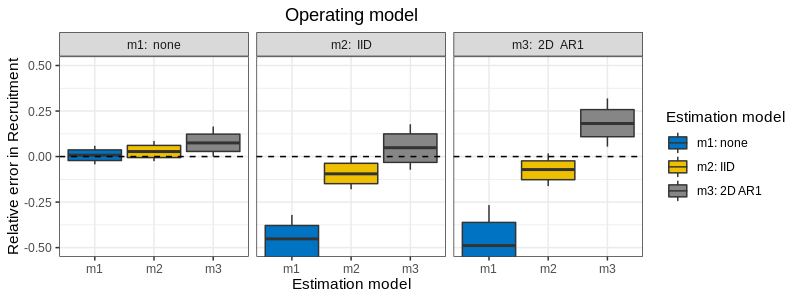 Operating model
m1: none
m2: IID
m3: 2D AR1
Relative error in Recruitment
0.50
0.25
0.00
-0.25
-0.50
m1 m2 m3
m1 m2 m3
m1 m2 m3
Estimation model
Estimation model
m1: none
m2: IID
m3: 2D AR1